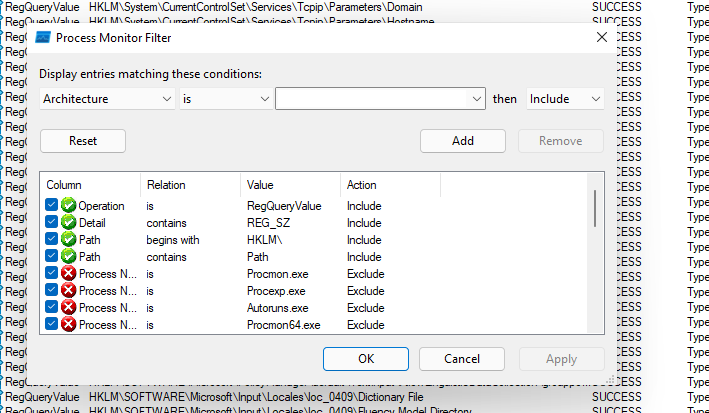 RegQueryValue HKLM\System\CurrentControlSet\Services\Tcpip\Parameters\Domain SUCCESS Type
RegQueryValue HKLM\System\CurrentControlSet\Services\Tcpip\Parameters\Hostname SUCCESS Type
Process Monitor Filter
Display entries matching these conditions:
Architecture is then Include
Reset Add Remove
Column Relation Value Action
Operation is RegQueryValue Include
Detail contains REG_SZ Include
Path begins with HKLM\ Include
Path contains Path Include
Process N... is Procmon.exe Exclude
Process N... is Procexp.exe Exclude
Process N... is Autoruns.exe Exclude
Process N... is Procmon64.exe Exclude
OK Cancel Apply
RegQueryValue HKLM\SOFTWARE\Microsoft\Input\Locales\loc_0409\Dictionary File SUCCESS Type
RegQueryValue HKLM\SOFTWARE\Microsoft\Input\Locales\loc_0409\Fluency Model Directory SUCCESS Type